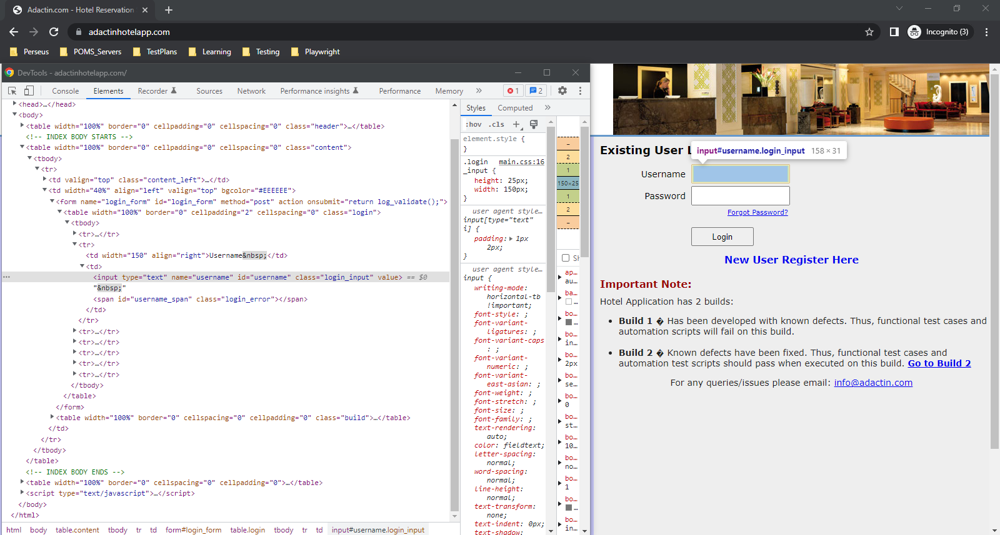 Adactin.com - Hotel Reservation
adactinhotelapp.com
Incognito (3)
Perseus
POMS_Servers
TestPlans
Learning
Testing
Playwright
DevTools - adactinhotelapp.com/
Console
Elements
Recorder
Sources
Network
Performance insights
Performance
Memory
»
1
2
<head>…</head>
<body>
<table width="100%" border="0" cellpadding="0" cellspacing="0" class="header">…</table>
<!-- INDEX BODY STARTS -->
<table width="100%" border="0" cellpadding="0" cellspacing="0" class="content">
<tbody>
<tr>
<td valign="top" class="content_left">…</td>
<td width="40%" align="left" valign="top" bgcolor="#EEEEEE">
<form name="login_form" id="login_form" method="post" action onsubmit="return log_validate();">
<table width="100%" border="0" cellpadding="2" cellspacing="0" class="login">
<tbody>
<tr>…</tr>
<tr>
<td width="150" align="right">Username&nbsp;</td>
<td>
<input type="text" name="username" id="username" class="login_input" value> == $0
"&nbsp;"
<span id="username_span" class="login_error"></span>
</td>
</tr>
<tr>…</tr>
<tr>…</tr>
<tr>…</tr>
<tr>…</tr>
<tr>…</tr>
</tbody>
</table>
</form>
<table width="100%" border="0" cellspacing="0" cellpadding="0" class="build">…</table>
</td>
</tr>
</tbody>
</table>
<!-- INDEX BODY ENDS -->
<table width="100%" border="0" cellspacing="0" cellpadding="0">…</table>
<script type="text/javascript">…</script>
</body>
</html>
html body table.content tbody tr td form#login_form table.login tbody tr td input#username.login_input
Styles
Computed
»
:hov .cls +
element.style {
}
.login main.css:16
_input {
height: 25px;
width: 150px;
}
user agent style…
input[type="text"
i] {
padding: 1px
2px;
}
user agent style…
input {
writing-mode:
horizontal-tb
!important;
font-style: ;
font-variant-
ligatures: ;
font-variant-caps
: ;
font-variant-
numeric: ;
font-variant-
east-asian: ;
font-weight: ;
font-stretch: ;
font-size: ;
font-family: ;
text-rendering:
auto;
color: fieldtext;
letter-spacing:
normal;
word-spacing:
normal;
line-height:
normal;
text-transform:
none;
text-indent: 0px;
text-shadow:
–
2
1
150×25
1
2
–
Sh
ap…
au…
ba…
…
bo…
…
bo…
in…
bo…
2px
bo…
se…
bo…
0
bo…
st…
bo…
10…
bo…
no…
bo…
1
bo…
…
bo…
in…
Existing User L
input#username.login_input 158 × 31
Username
Password
Forgot Password?
Login
New User Register Here
Important Note:
Hotel Application has 2 builds:
• Build 1 � Has been developed with known defects. Thus, functional test cases and
automation scripts will fail on this build.
• Build 2 � Known defects have been fixed. Thus, functional test cases and
automation test scripts should pass when executed on this build. Go to Build 2
For any queries/issues please email: info@adactin.com